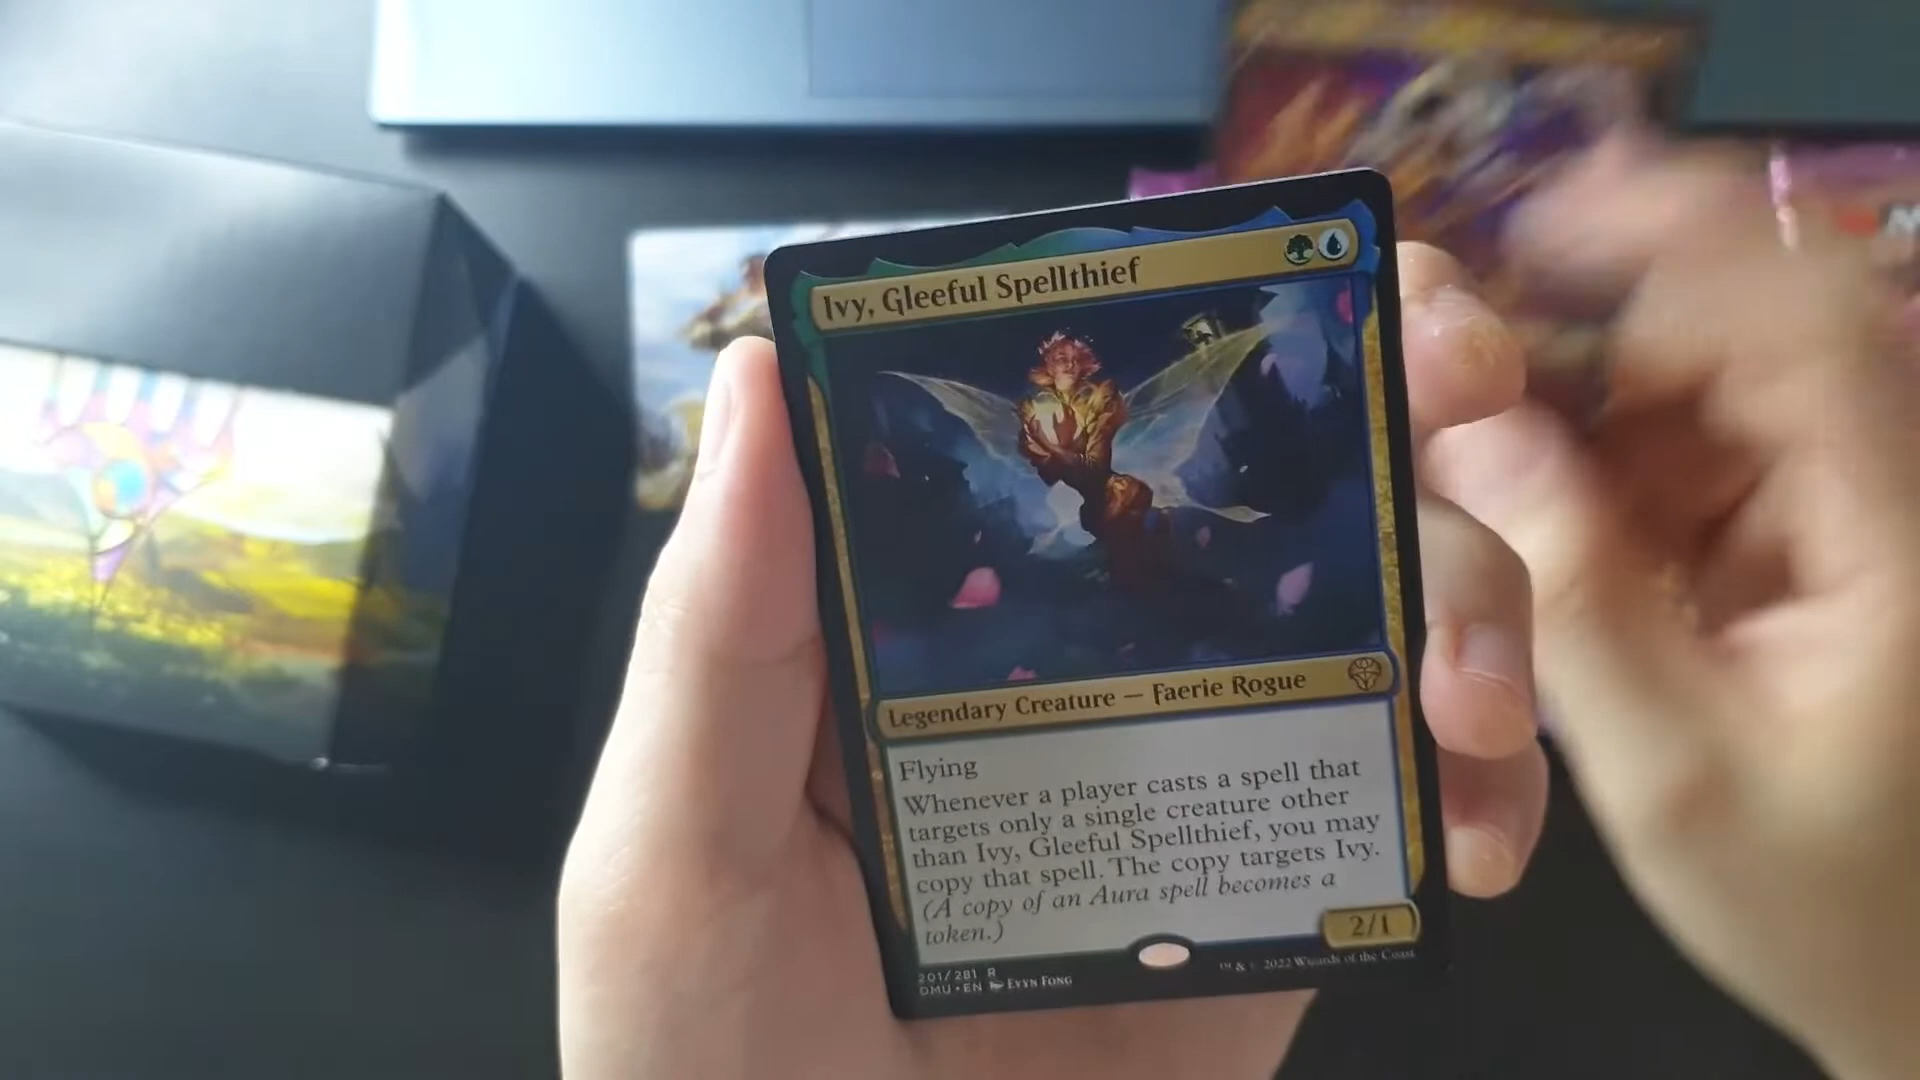 Ivy, Gleeful Spellthief
Legendary Creature — Faerie Rogue
Flying
Whenever a player casts a spell that
targets only a single creature other
than Ivy, Gleeful Spellthief, you may
copy that spell. The copy targets Ivy.
(A copy of an Aura spell becomes a
token.)
2/1
201/281 R
DMU • EN Evyn Fong
™ & © 2022 Wizards of the Coast